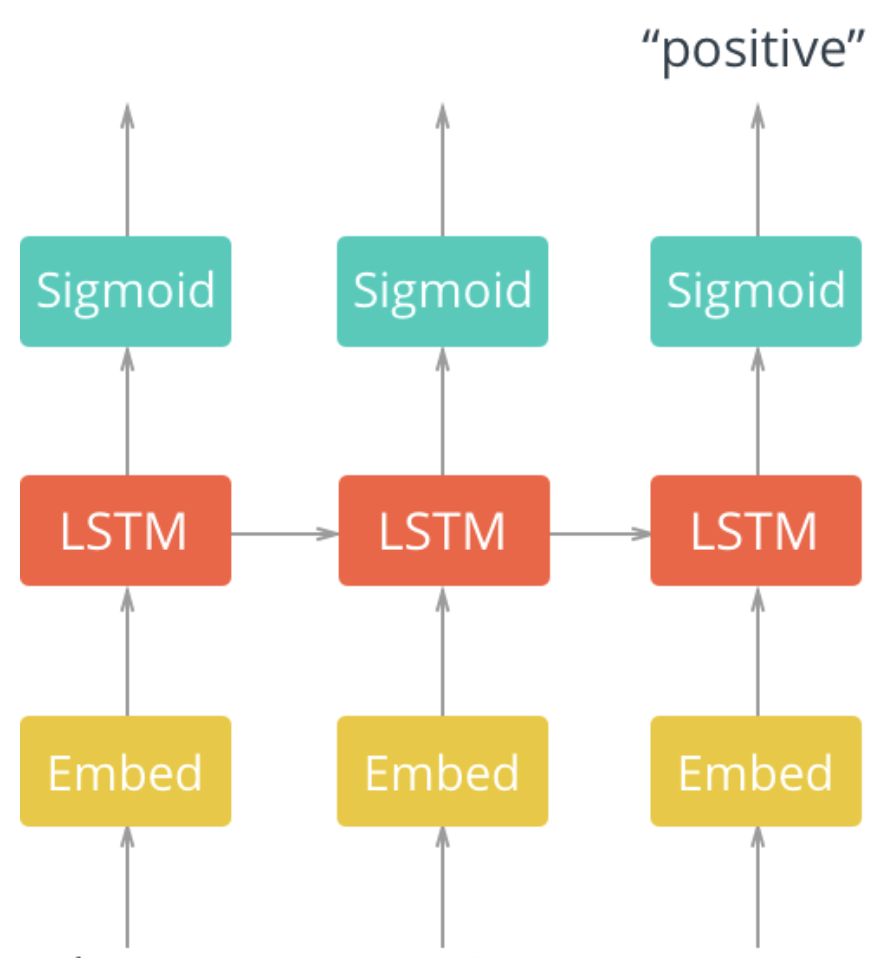 “positive”
Sigmoid Sigmoid Sigmoid
LSTM LSTM LSTM
Embed Embed Embed